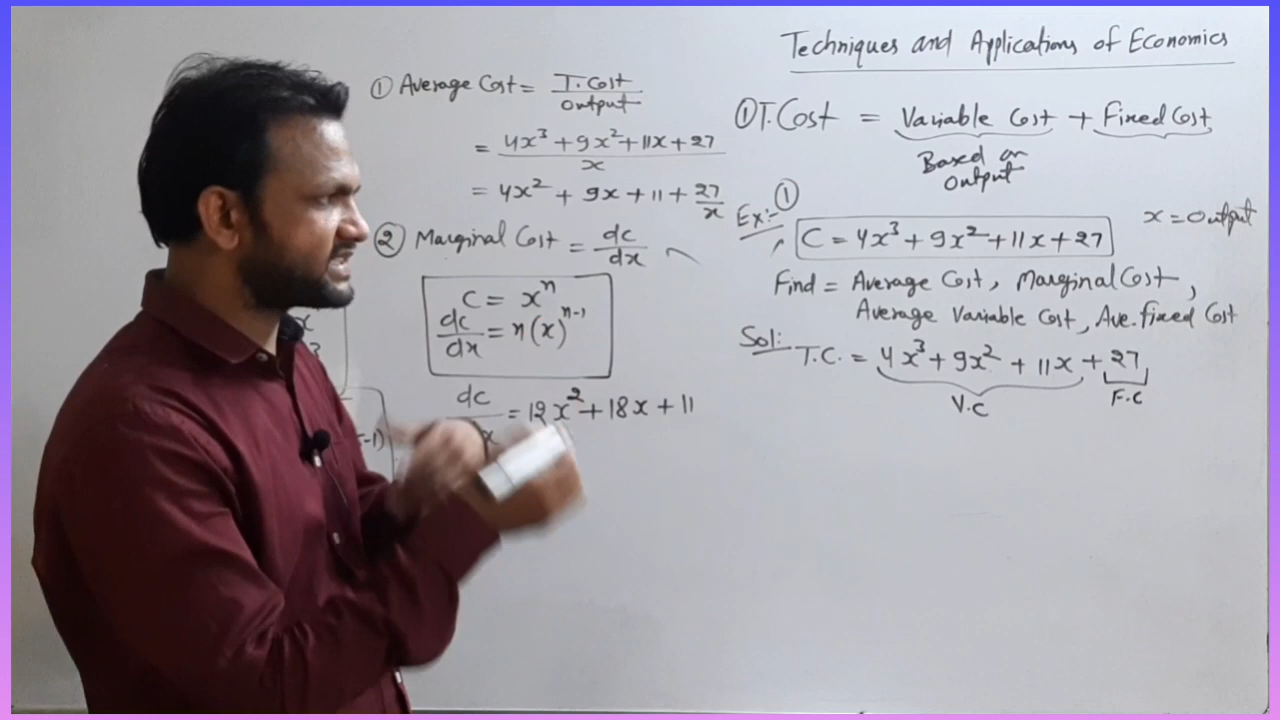 Techniques and Applications of Economics
① T.Cost = Variable Cost + Fixed Cost
Based on
output
Ex:- ①
x = Output
C = 4x³ + 9x² + 11x + 27
Find = Average Cost, Marginal Cost,
Average Variable Cost, Ave. fixed Cost
Sol:
T.C. = 4x³ + 9x² + 11x + 27
V.C
F.C
① Average Cost = T.Cost / output
= 4x³ + 9x² + 11x + 27 / x
= 4x² + 9x + 11 + 27/x
② Marginal Cost = dc/dx
C = xⁿ
dc/dx = n(x)ⁿ⁻¹
dc/ x = 12x² + 18x + 11